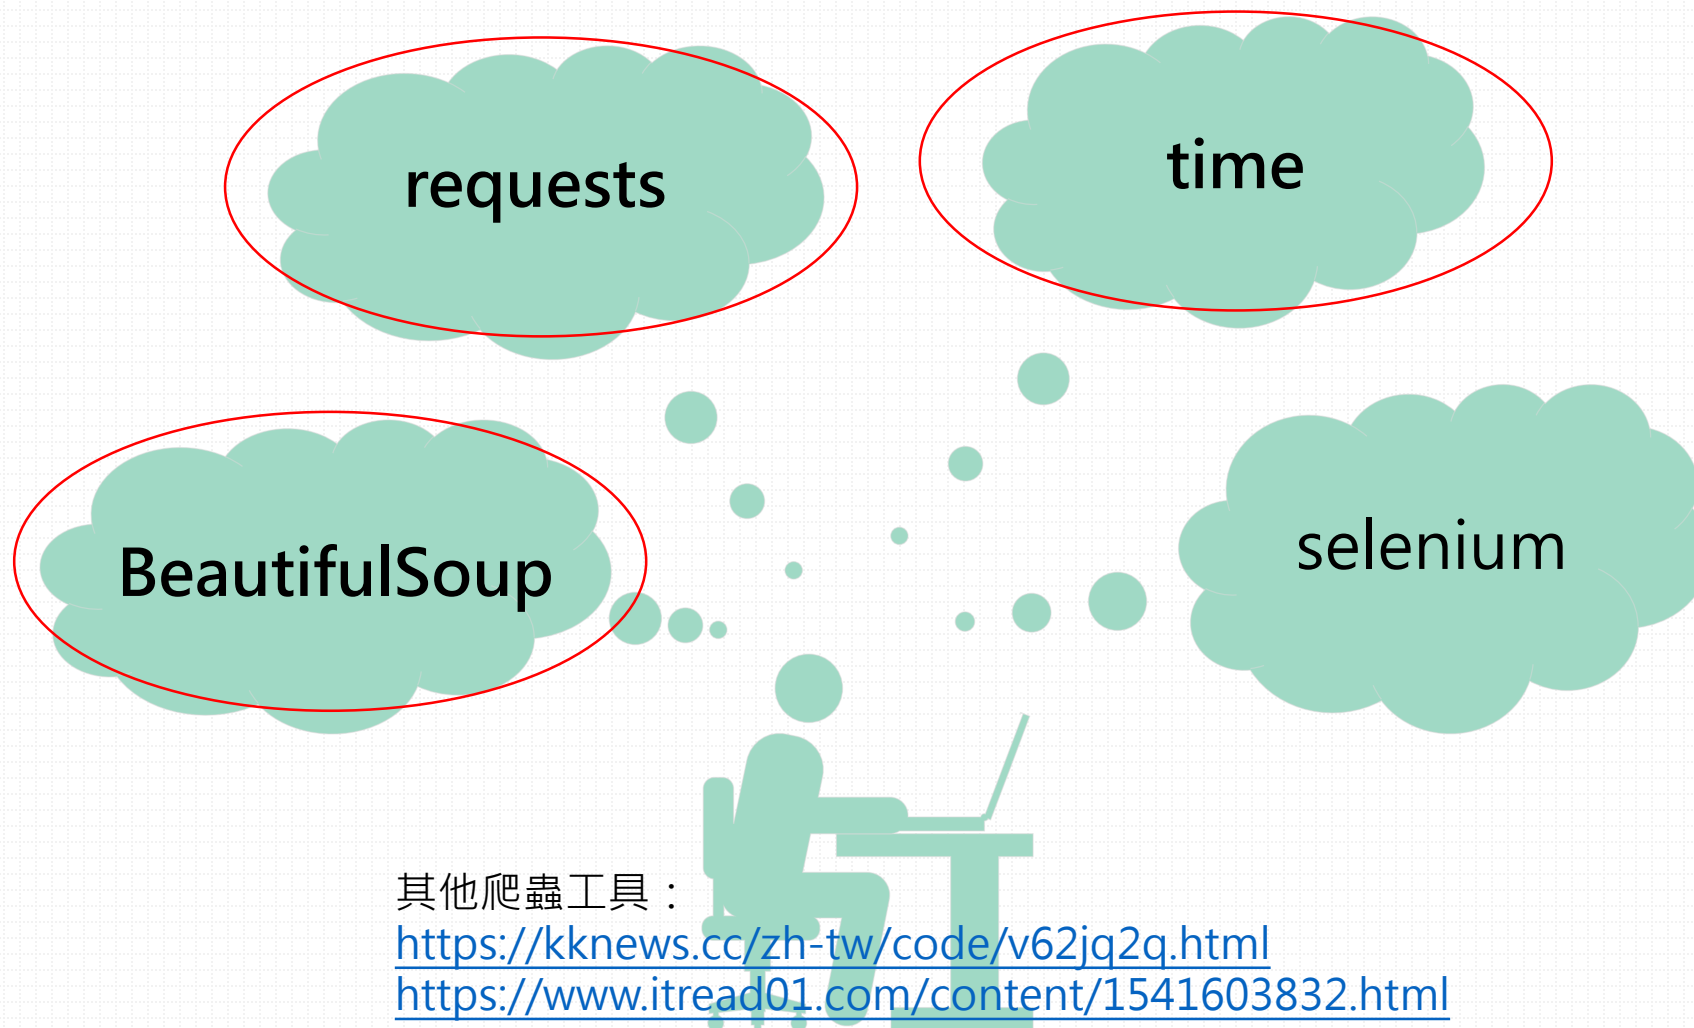 requests
time
BeautifulSoup
selenium
其他爬蟲工具：
https://kknews.cc/zh-tw/code/v62jq2q.html
https://www.itread01.com/content/1541603832.html